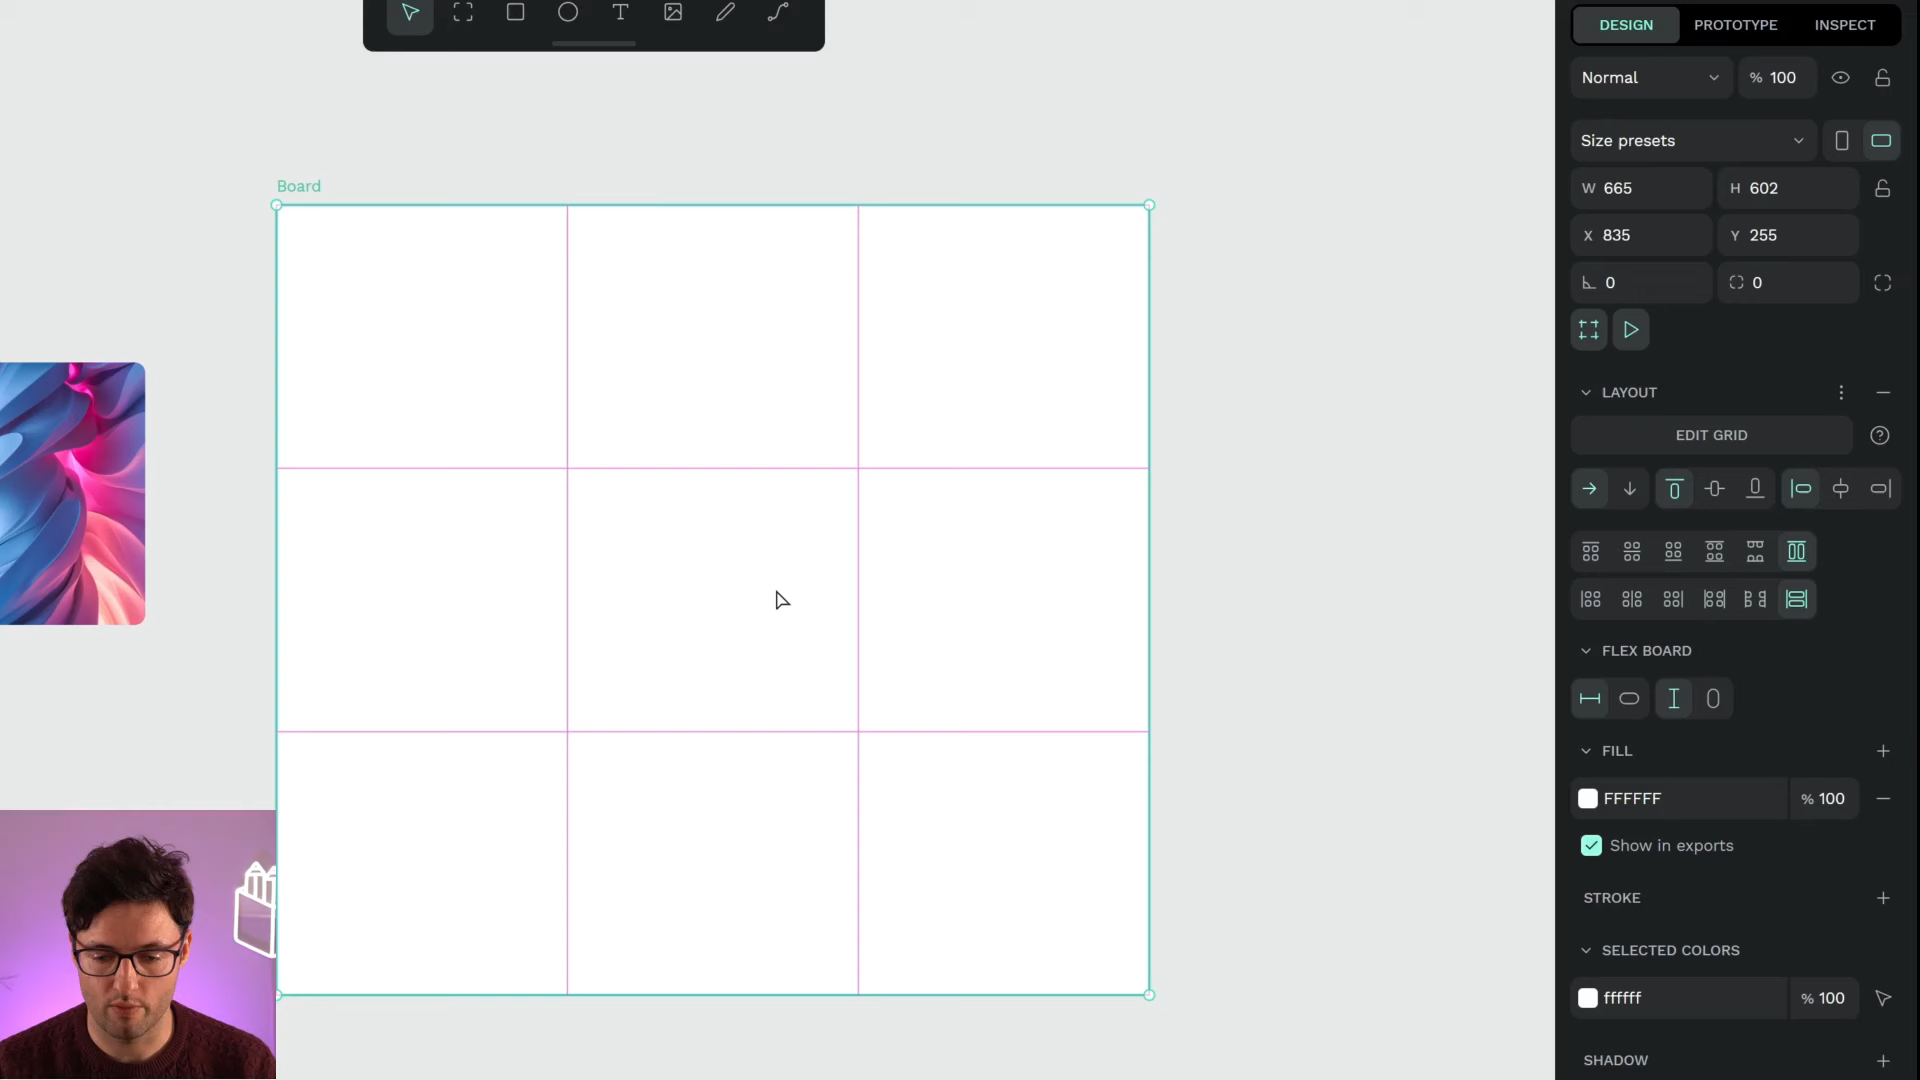 DESIGN PROTOTYPE INSPECT
Normal % 100
Size presets
W 665 H 602
X 835 Y 255
0 0
LAYOUT
EDIT GRID
FLEX BOARD
FILL
FFFFFF % 100
Show in exports
STROKE
SELECTED COLORS
ffffff % 100
SHADOW
Board